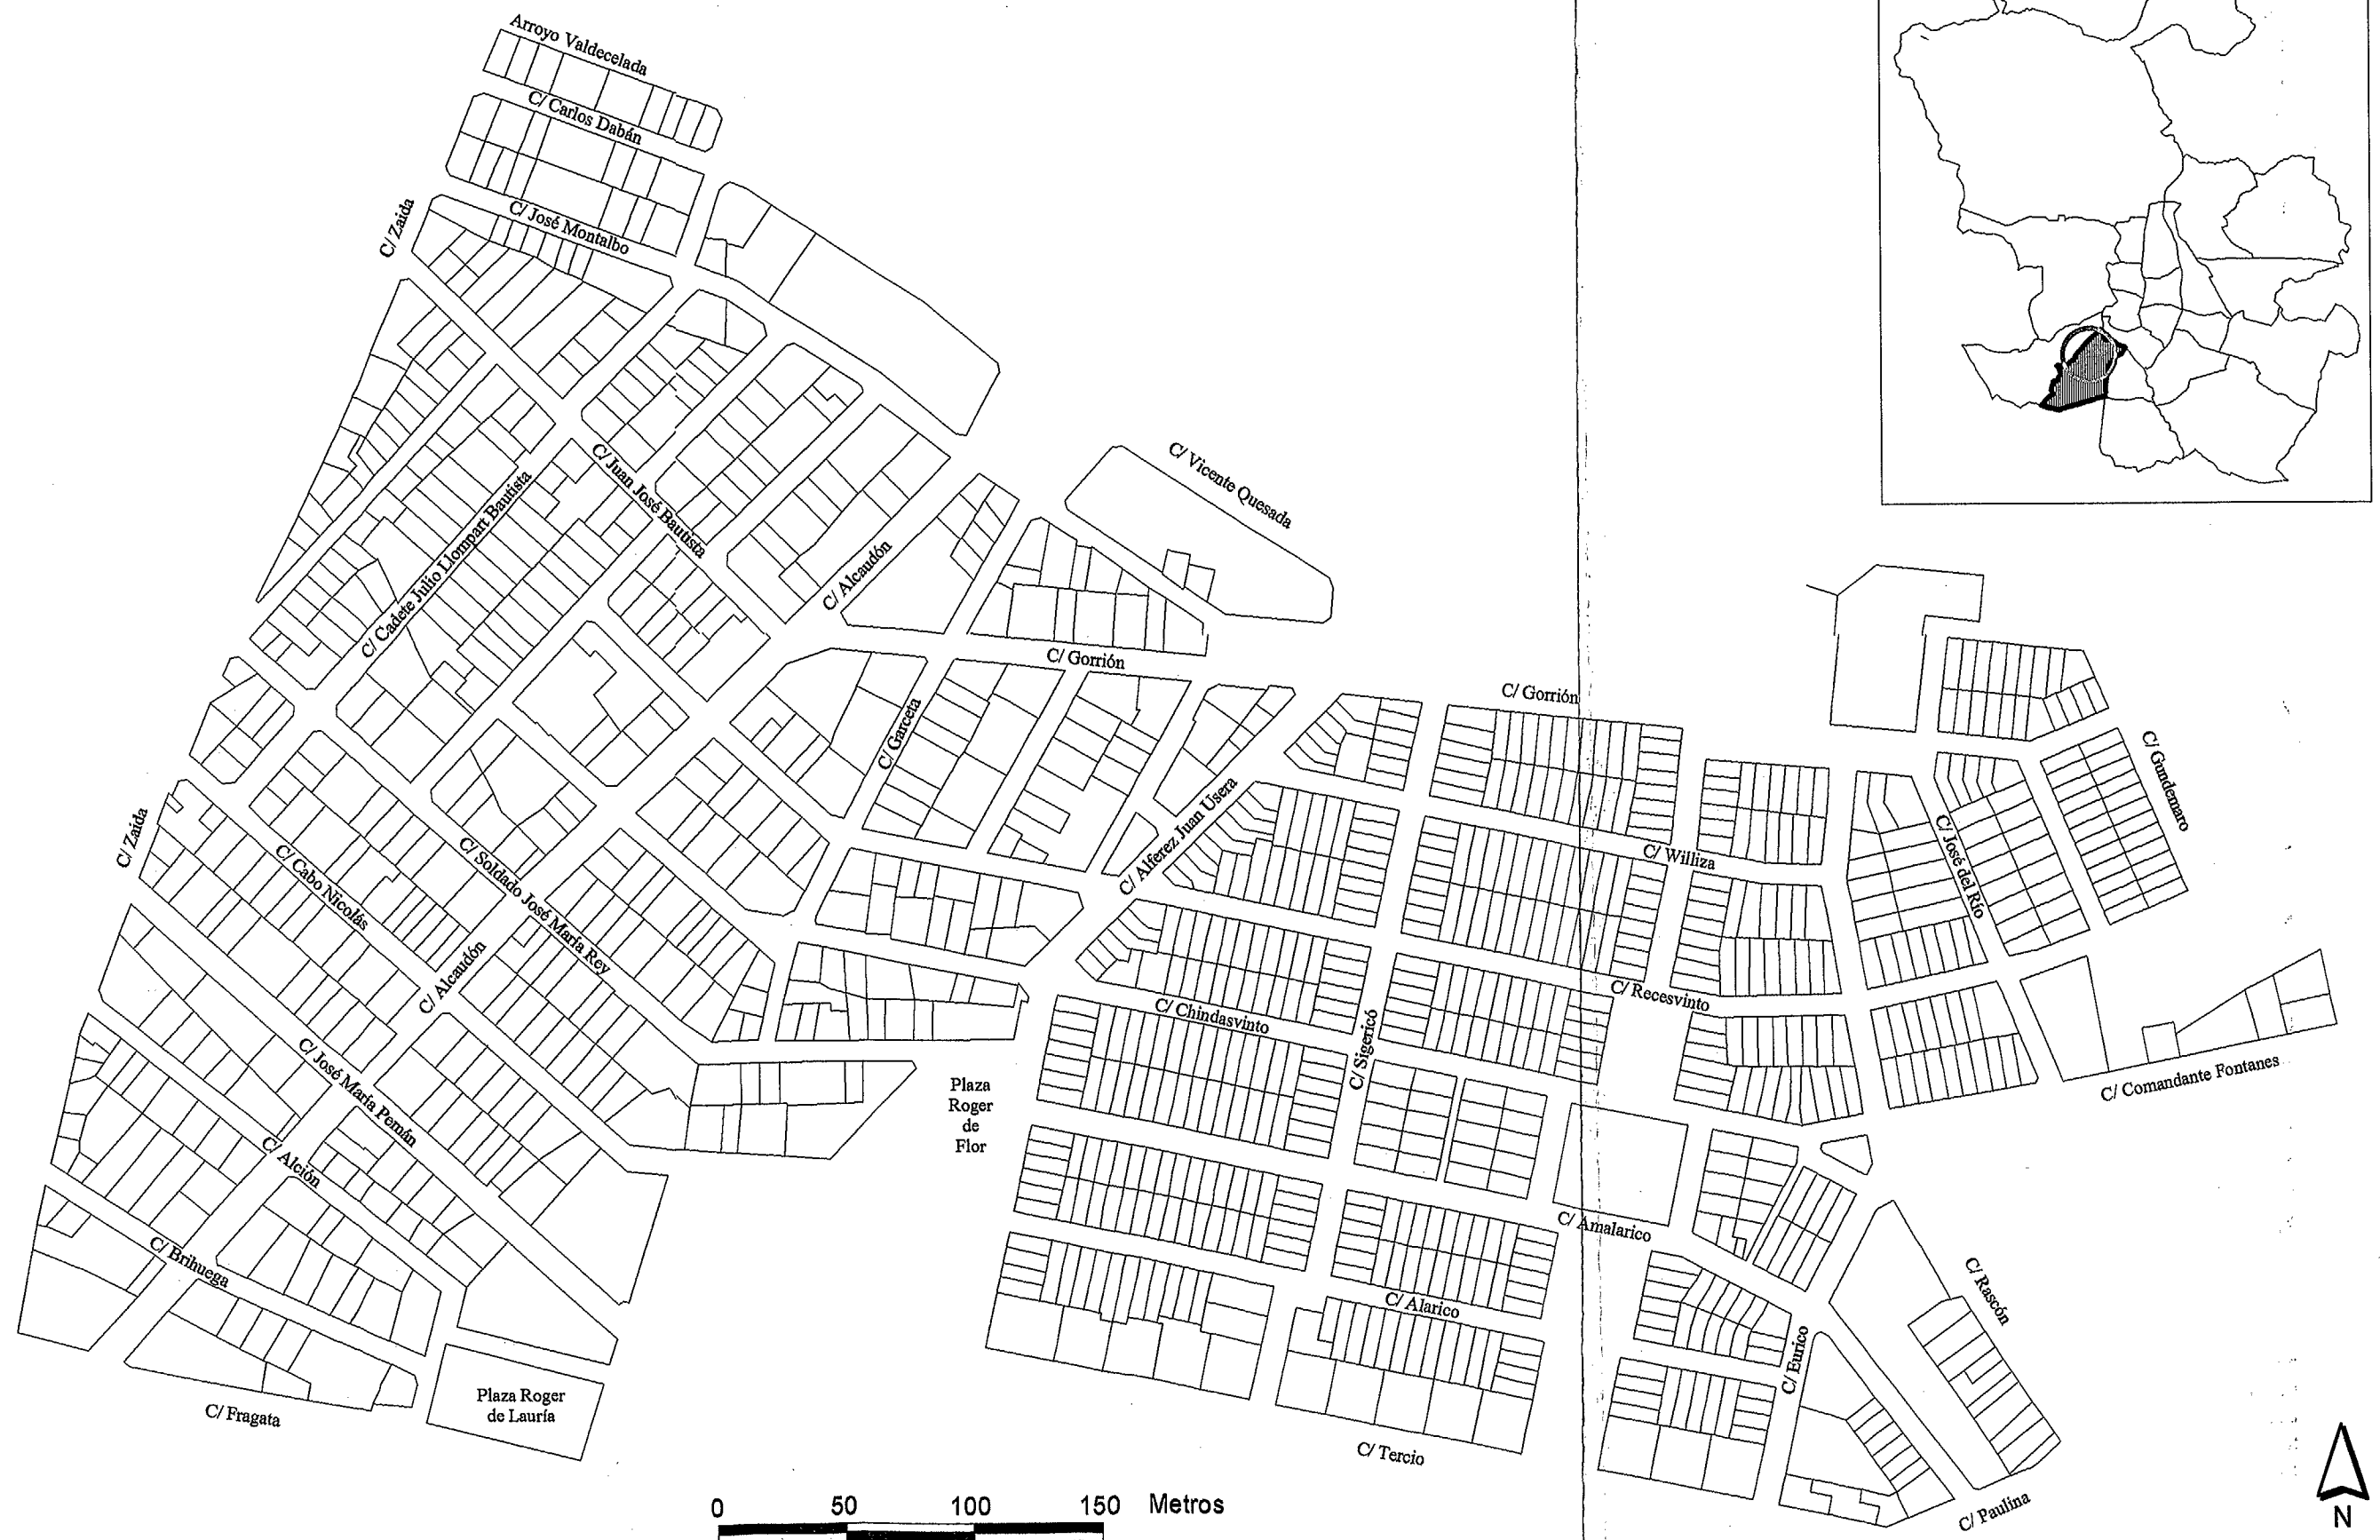 Arroyo Valdecelada
C/ Carlos Dabán
C/ José Montalbo
C/ Zaida
C/ Vicente Quesada
C/ Juan José Bautista
C/ Cadete Julio Llompart Bautista
C/ Alcaudón
C/ Gorrión
C/ Gorrión
C/ Garceta
C/ Gundemaro
C/ Alferez Juan Usera
C/ Zaida
C/ Williza
C/ José del Río
C/ Soldado José María Rey
C/ Cabo Nicolás
C/ Alcaudón
C/ Recesvinto
C/ Chindasvinto
C/ Sigericó
C/ José María Pemán
Plaza
Roger
de
Flor
C/ Comandante Fontanes
C/ Alción
C/ Amalarico
C/ Brihuega
C/ Rascón
C/ Alarico
C/ Eurico
Plaza Roger
de Lauría
C/ Fragata
C/ Tercio
C/ Paulina
0 50 100 150 Metros
N